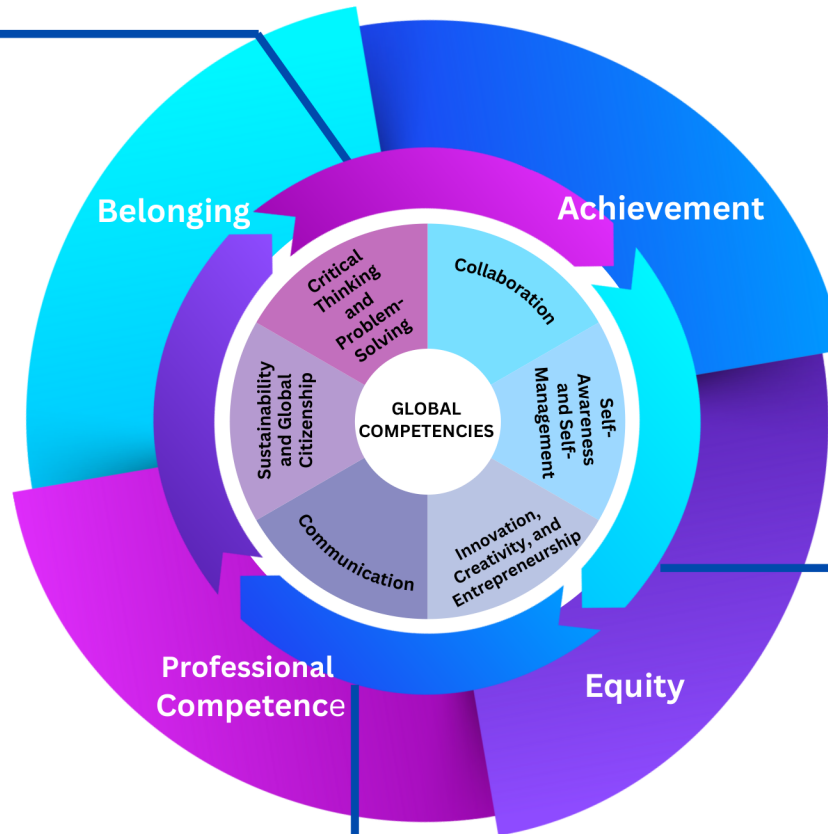 Belonging
Achievement
Critical
Thinking
and
Problem-
Solving
Collaboration
Sustainability
and Global
Citizenship
GLOBAL
COMPETENCIES
Self-
Awareness
and Self-
Management
Communication
Innovation,
Creativity, and
Entrepreneurship
Professional
Competence
Equity